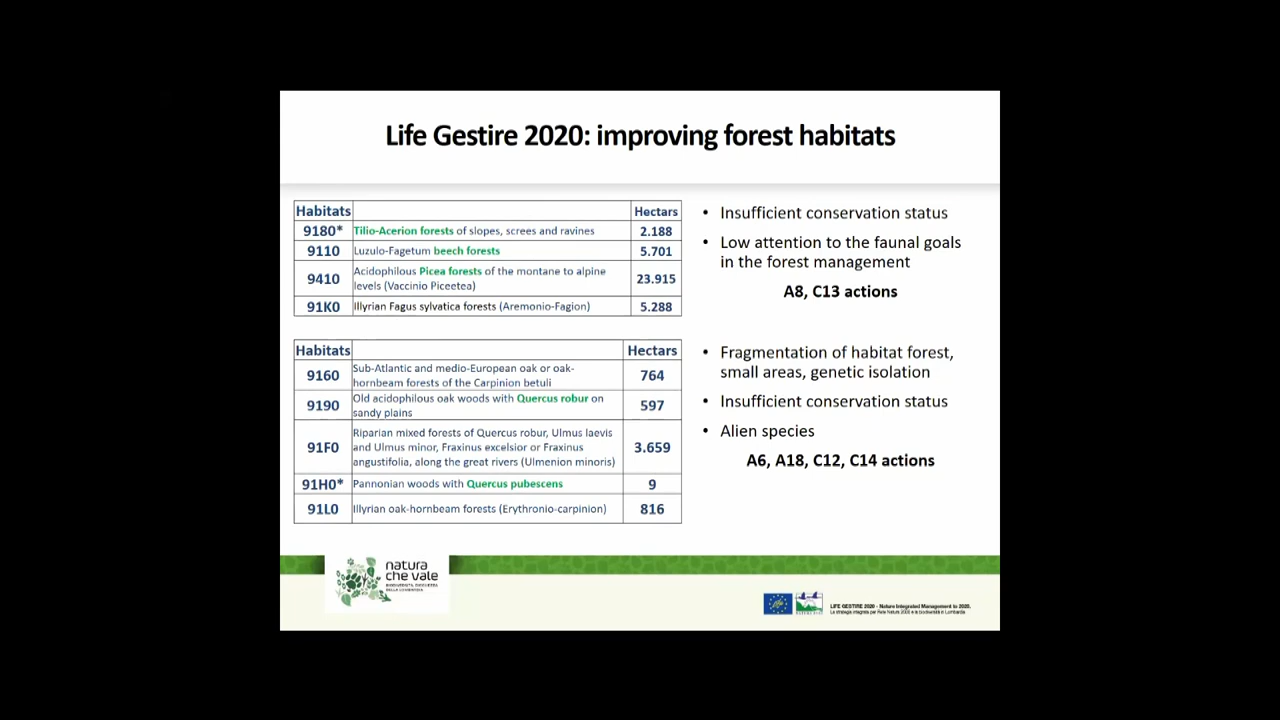 Life Gestire 2020: improving forest habitats
Habitats Hectars
9180* Tilio-Acerion forests of slopes, screes and ravines 2.188
9110 Luzulo-Fagetum beech forests 5.701
9410 Acidophilous Picea forests of the montane to alpine
levels (Vaccinio Piceetea) 23.915
91K0 Illyrian Fagus sylvatica forests (Aremonio-Fagion) 5.288
• Insufficient conservation status
• Low attention to the faunal goals
in the forest management
A8, C13 actions
Habitats Hectars
9160 Sub-Atlantic and medio-European oak or oak-
hornbeam forests of the Carpinion betuli 764
9190 Old acidophilous oak woods with Quercus robur on
sandy plains 597
91F0 Riparian mixed forests of Quercus robur, Ulmus laevis
and Ulmus minor, Fraxinus excelsior or Fraxinus
angustifolia, along the great rivers (Ulmenion minoris) 3.659
91H0* Pannonian woods with Quercus pubescens 9
91L0 Illyrian oak-hornbeam forests (Erythronio-carpinion) 816
• Fragmentation of habitat forest,
small areas, genetic isolation
• Insufficient conservation status
• Alien species
A6, A18, C12, C14 actions
natura
che vale
LIFE GESTIRE 2020 - Nature Integrated Management to 2020.